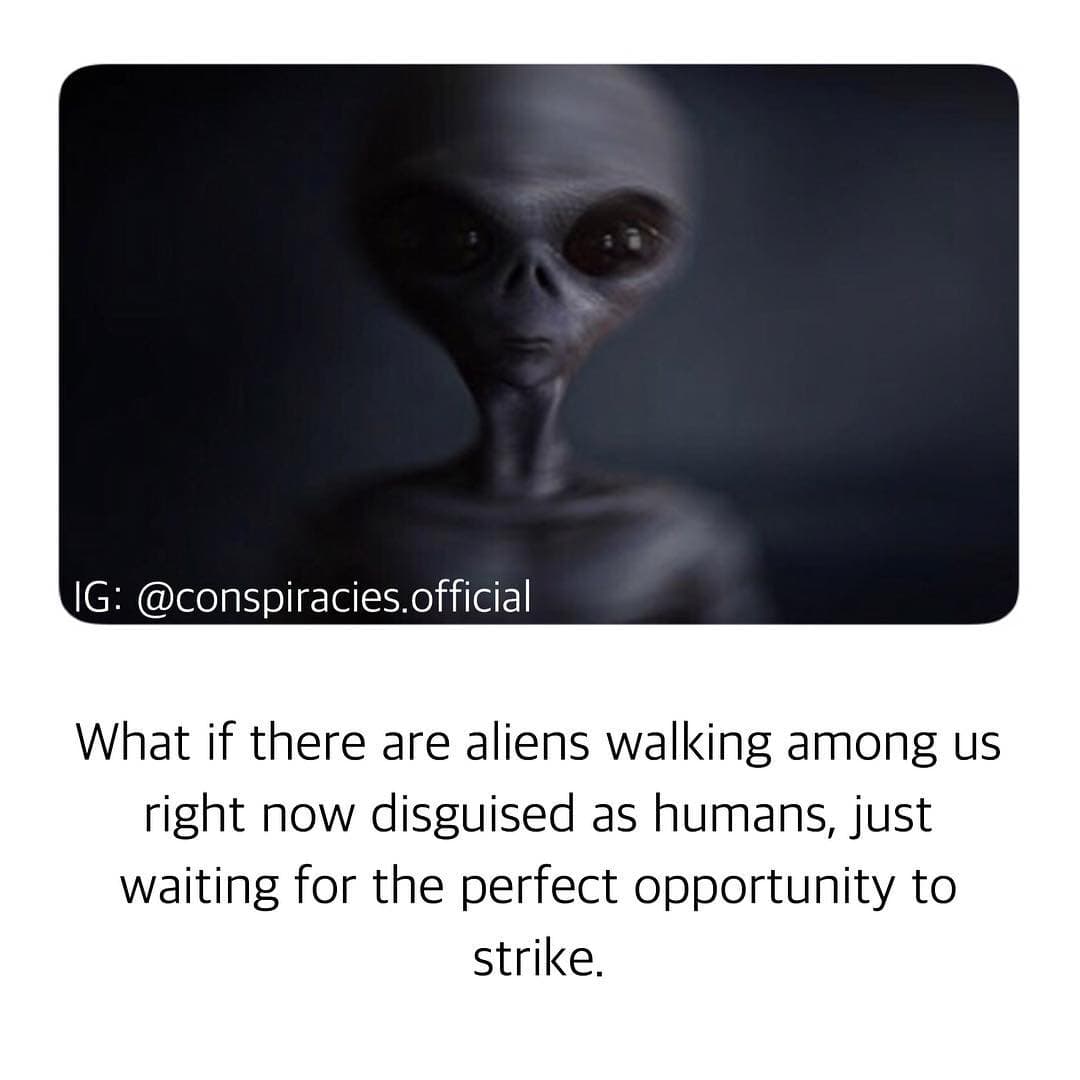 IG: @conspiracies.official
What if there are aliens walking among us
right now disguised as humans, just
waiting for the perfect opportunity to
strike.